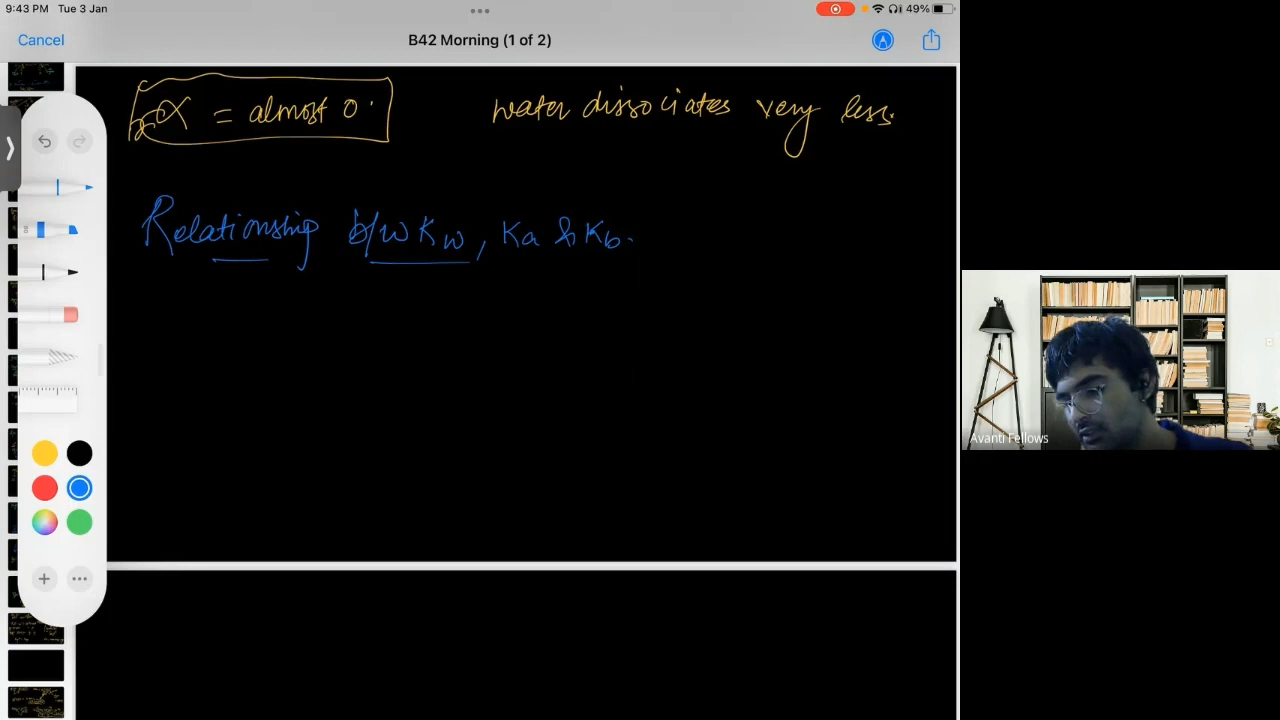 9:43 PM Tue 3 Jan
49%
Cancel
B42 Morning (1 of 2)
α = almost 0.
water dissociates very less.
Relationship b/w Kw, Ka & Kb.
Avanti Fellows